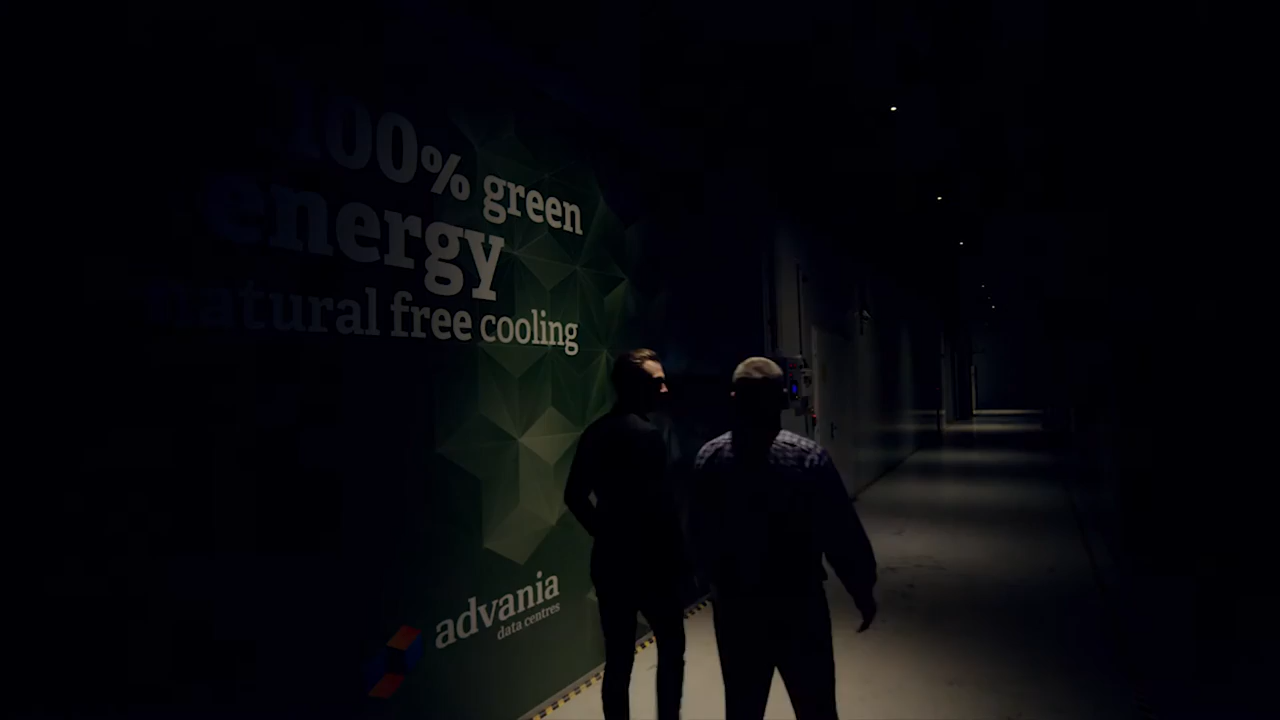 100% green
energy
natural free cooling
advania
data centres